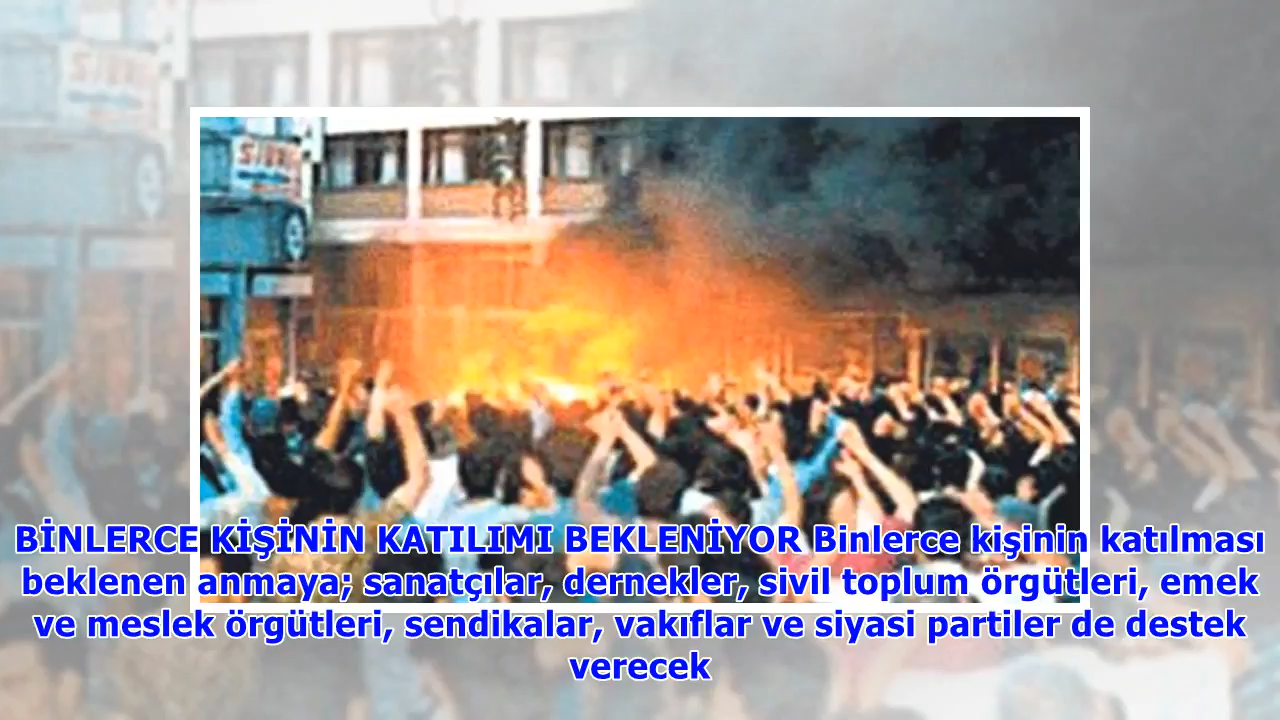 BİNLERCE KİŞİNİN KATILIMI BEKLENİYOR Binlerce kişinin katılması
beklenen anmaya; sanatçılar, dernekler, sivil toplum örgütleri, emek
ve meslek örgütleri, sendikalar, vakıflar ve siyasi partiler de destek
verecek